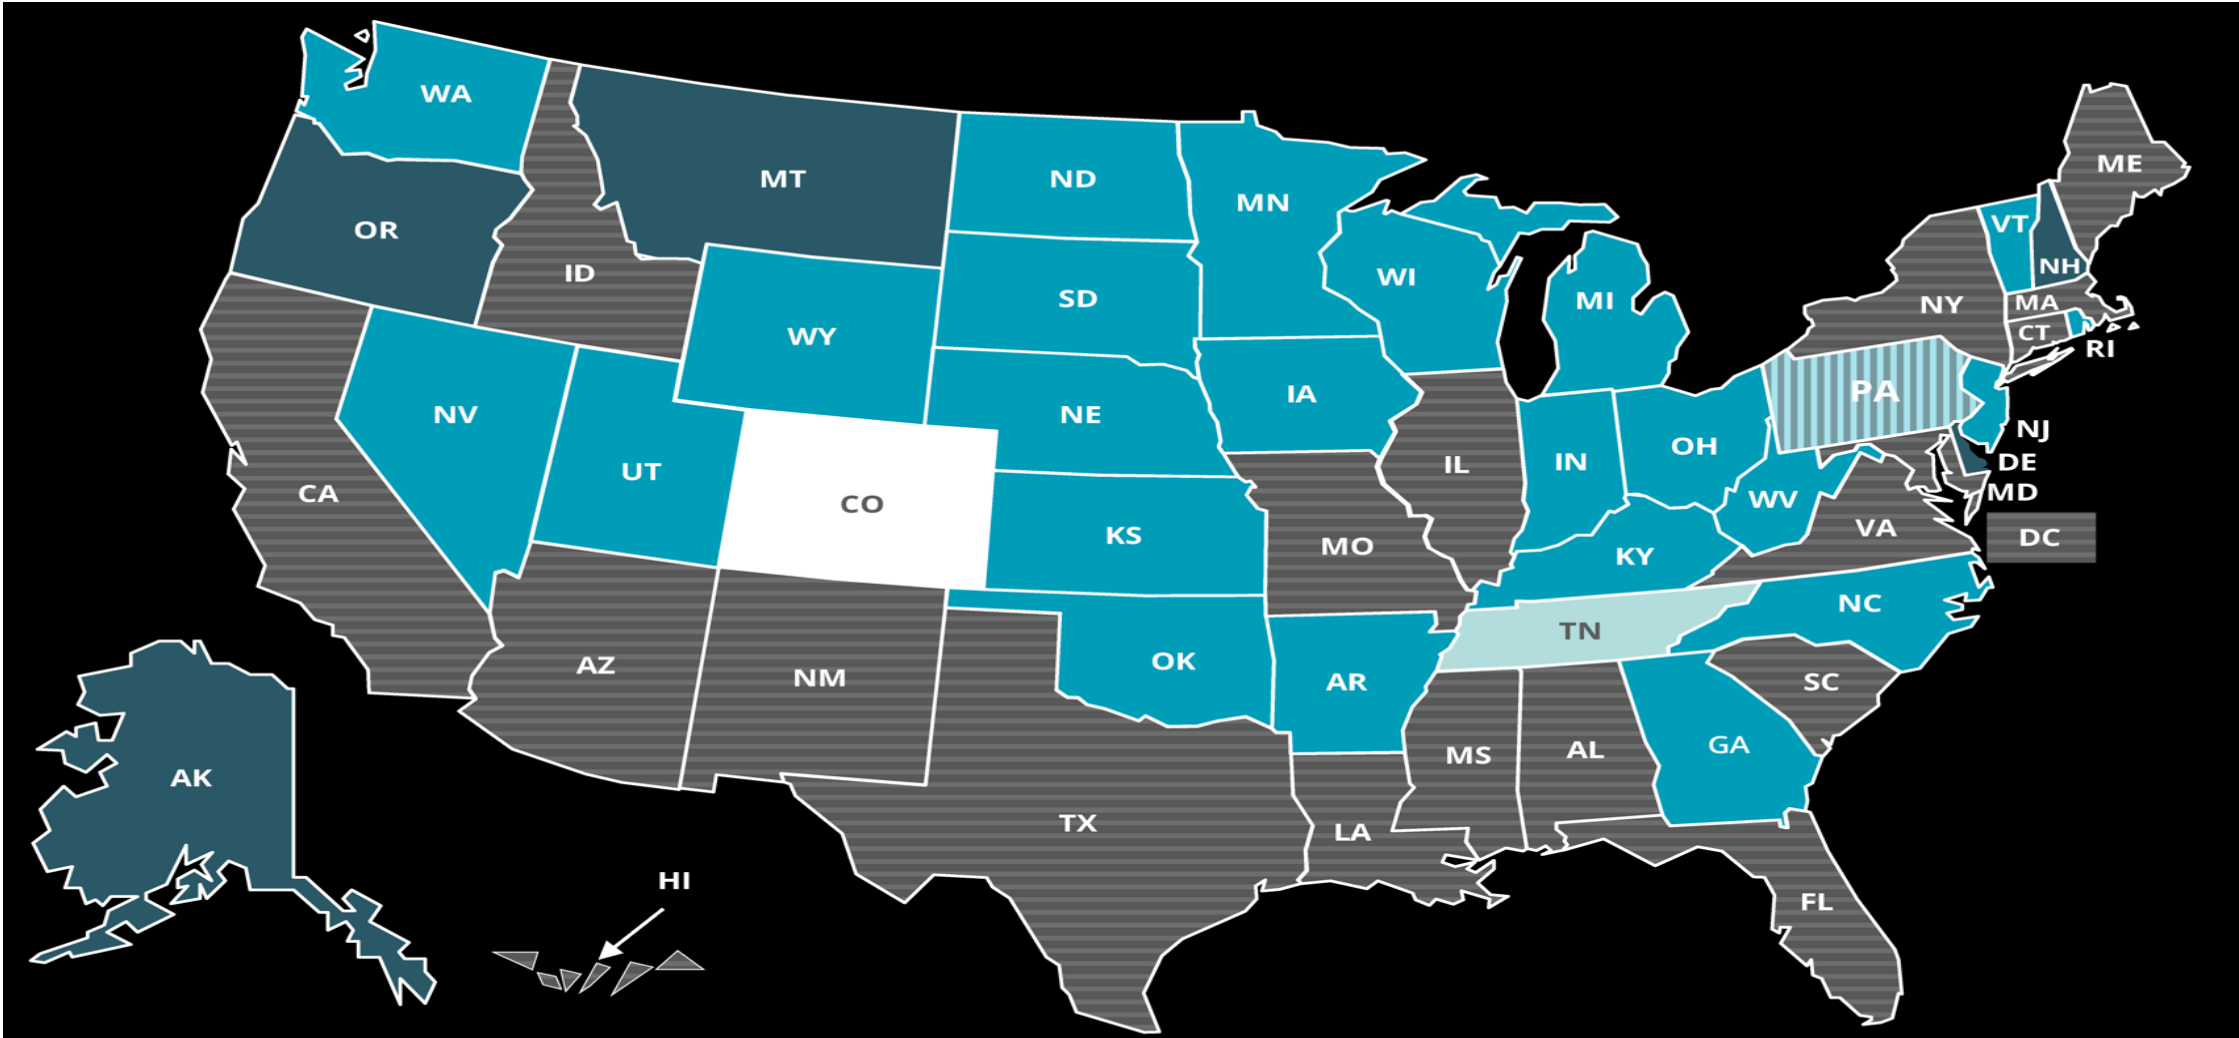 WA
ME
MT
ND
VT
MN
OR
NH
ID
WI
SD
MI
MA
NY
CT
WY
RI
PA
IA
NV
NE
NJ
OH
IN
IL
DE
UT
MD
CA
WV
CO
VA
KS
DC
MO
KY
NC
TN
OK
AZ
NM
AR
SC
GA
AL
MS
AK
TX
LA
HI
FL